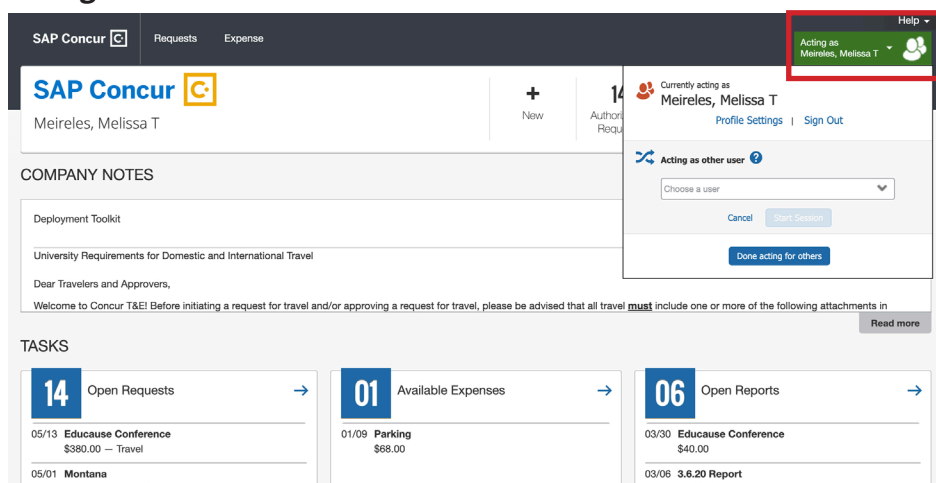 Help
SAP Concur C. Requests Expense
Acting as
Meireles, Melissa T
SAP Concur C.
Meireles, Melissa T
+
New
14
Requ
Currently acting as
Meireles, Melissa T
Profile Settings | Sign Out
Acting as other user ?
Choose a user
Cancel Start Session
Done acting for others
COMPANY NOTES
Deployment Toolkit
University Requirements for Domestic and International Travel
Dear Travelers and Approvers,
Welcome to Concur T&E! Before initiating a request for travel and/or approving a request for travel, please be advised that all travel must include one or more of the following attachments in
Read more
TASKS
14 Open Requests →
05/13 Educause Conference
$380.00 — Travel
05/01 Montana
01 Available Expenses →
01/09 Parking
$68.00
06 Open Reports →
03/30 Educause Conference
$40.00
03/06 3.6.20 Report